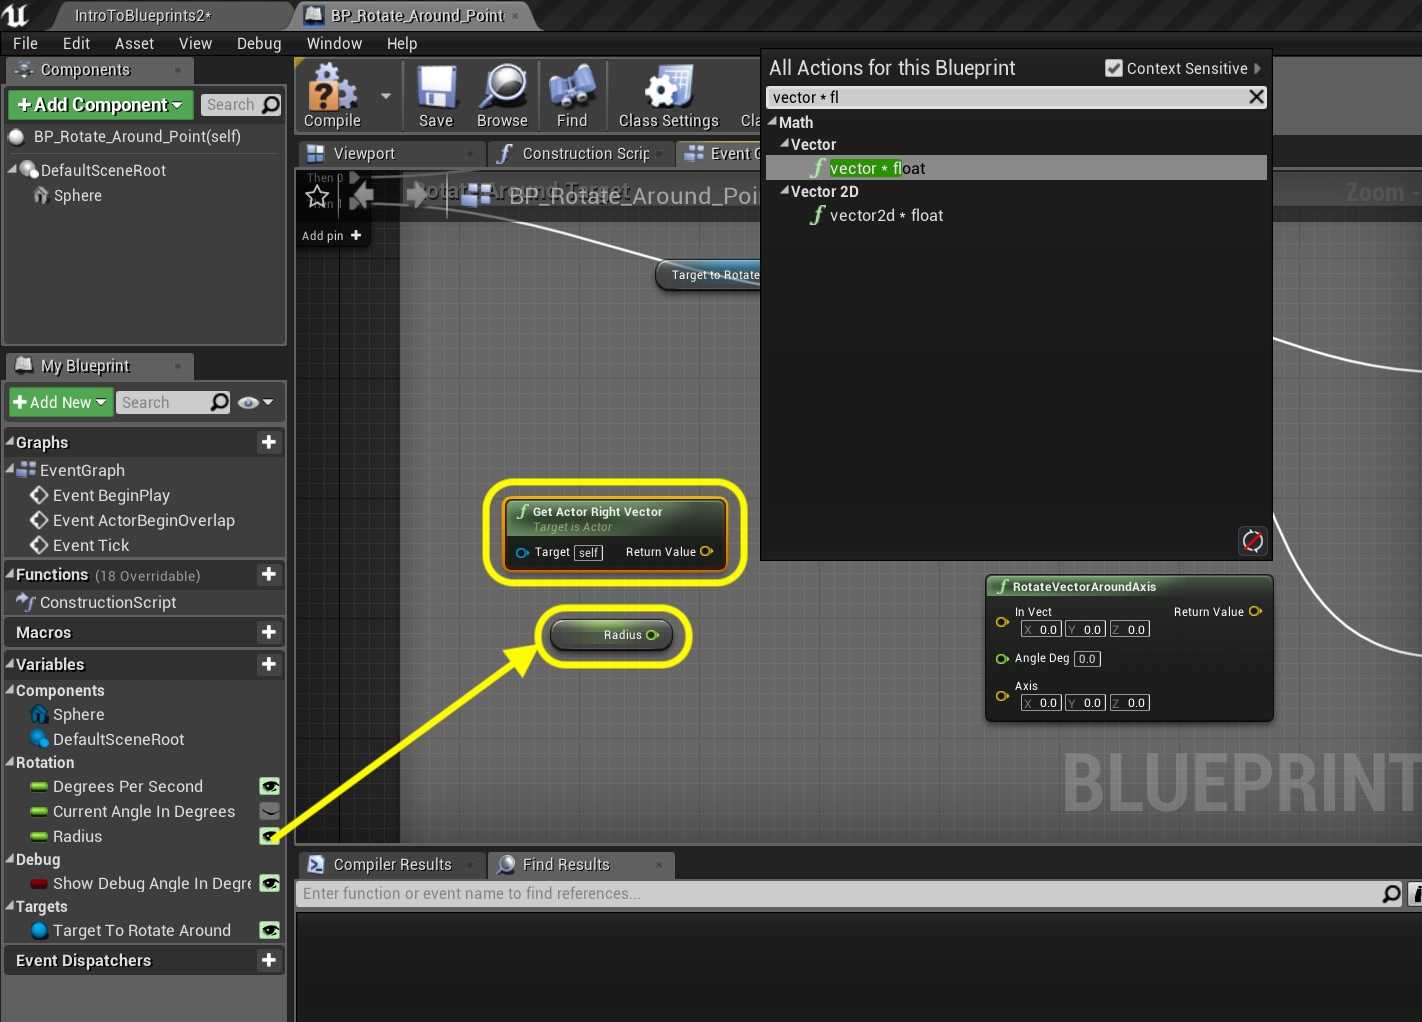 IntroToBlueprints2*
BP_Rotate_Around_Point
File Edit Asset View Debug Window Help
Components
+Add Component
Search
BP_Rotate_Around_Point(self)
DefaultSceneRoot
Sphere
My Blueprint
+Add New
Search
Graphs
EventGraph
Event BeginPlay
Event ActorBeginOverlap
Event Tick
Functions (18 Overridable)
ConstructionScript
Macros
Variables
Components
Sphere
DefaultSceneRoot
Rotation
Degrees Per Second
Current Angle In Degrees
Radius
Debug
Show Debug Angle In Degre
Targets
Target To Rotate Around
Event Dispatchers
Compile
Save
Browse
Find
Class Settings
Cla
Viewport
Construction Scrip
Event G
Then 0
Add pin +
BP_Rotate_Around_Poi
Zoom -
Target to Rotate
All Actions for this Blueprint
Context Sensitive
vector * fl
Math
Vector
vector * float
Vector 2D
vector2d * float
Get Actor Right Vector
Target is Actor
Target self Return Value
Radius
RotateVectorAroundAxis
In Vect Return Value
X 0.0 Y 0.0 Z 0.0
Angle Deg 0.0
Axis
X 0.0 Y 0.0 Z 0.0
BLUEPRINT
Compiler Results
Find Results
Enter function or event name to find references...